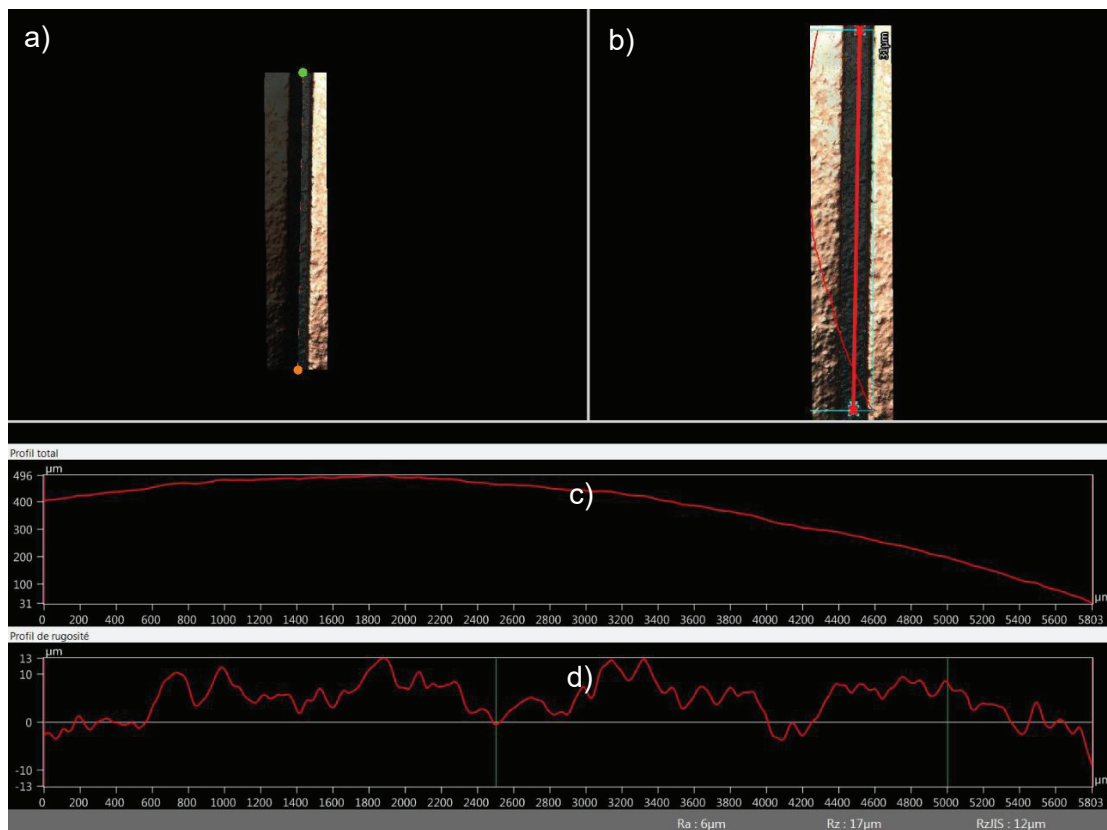 a)
b)
31µm
Profil total
µm
496
400
300
200
100
31
c)
0 200 400 600 800 1000 1200 1400 1600 1800 2000 2200 2400 2600 2800 3000 3200 3400 3600 3800 4000 4200 4400 4600 4800 5000 5200 5400 5600 5803
µm
Profil de rugosité
µm
13
10
0
-10
-13
d)
0 200 400 600 800 1000 1200 1400 1600 1800 2000 2200 2400 2600 2800 3000 3200 3400 3600 3800 4000 4200 4400 4600 4800 5000 5200 5400 5600 5803
µm
Ra : 6µm Rz : 17µm RzJIS : 12µm